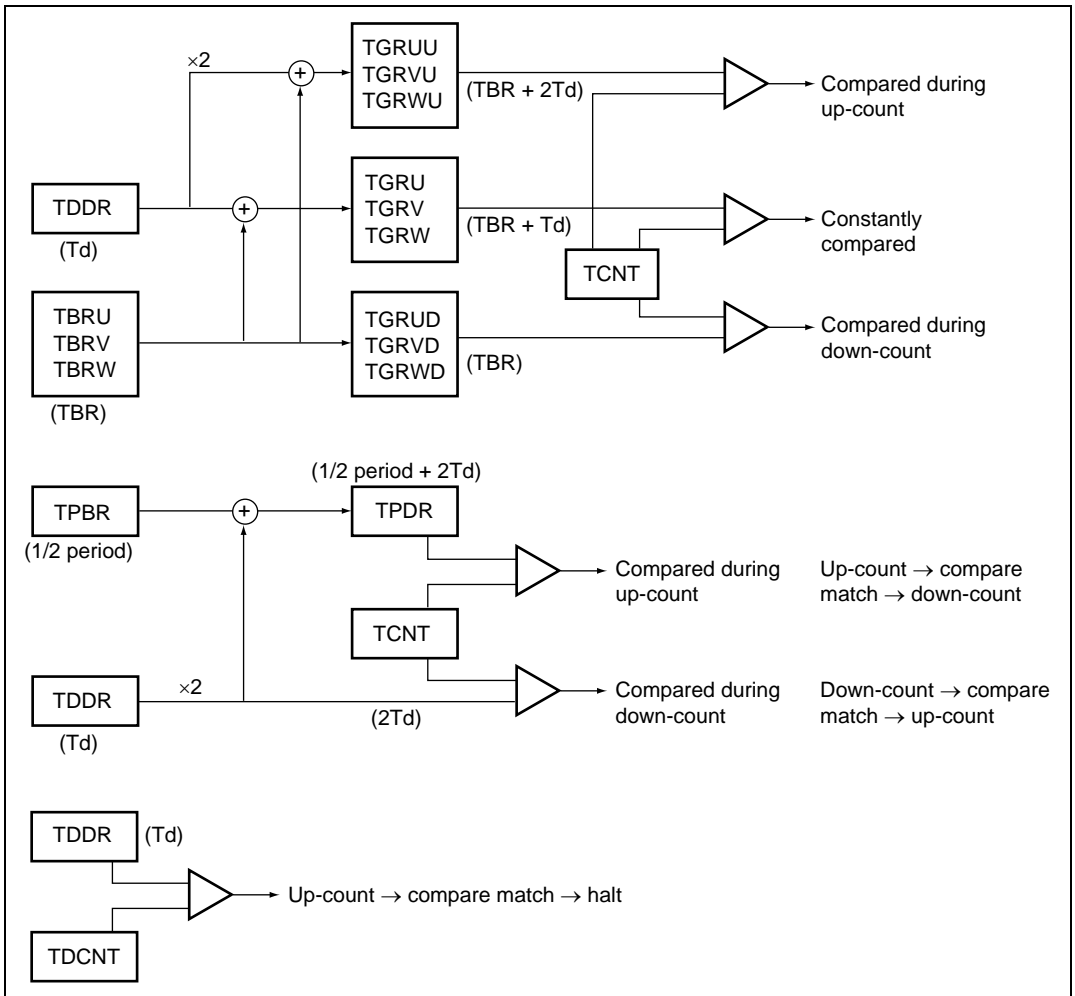 ×2
+
TGRUU
TGRVU
TGRWU
(TBR + 2Td)
Compared during
up-count
TDDR
(Td)
+
TGRU
TGRV
TGRW
(TBR + Td)
Constantly
compared
TCNT
TBRU
TBRV
TBRW
(TBR)
TGRUD
TGRVD
TGRWD
(TBR)
Compared during
down-count
TPBR
(1/2 period)
+
(1/2 period + 2Td)
TPDR
Compared during
up-count
Up-count → compare
match → down-count
TCNT
TDDR
(Td)
×2
(2Td)
Compared during
down-count
Down-count → compare
match → up-count
TDDR
(Td)
TDCNT
Up-count → compare match → halt